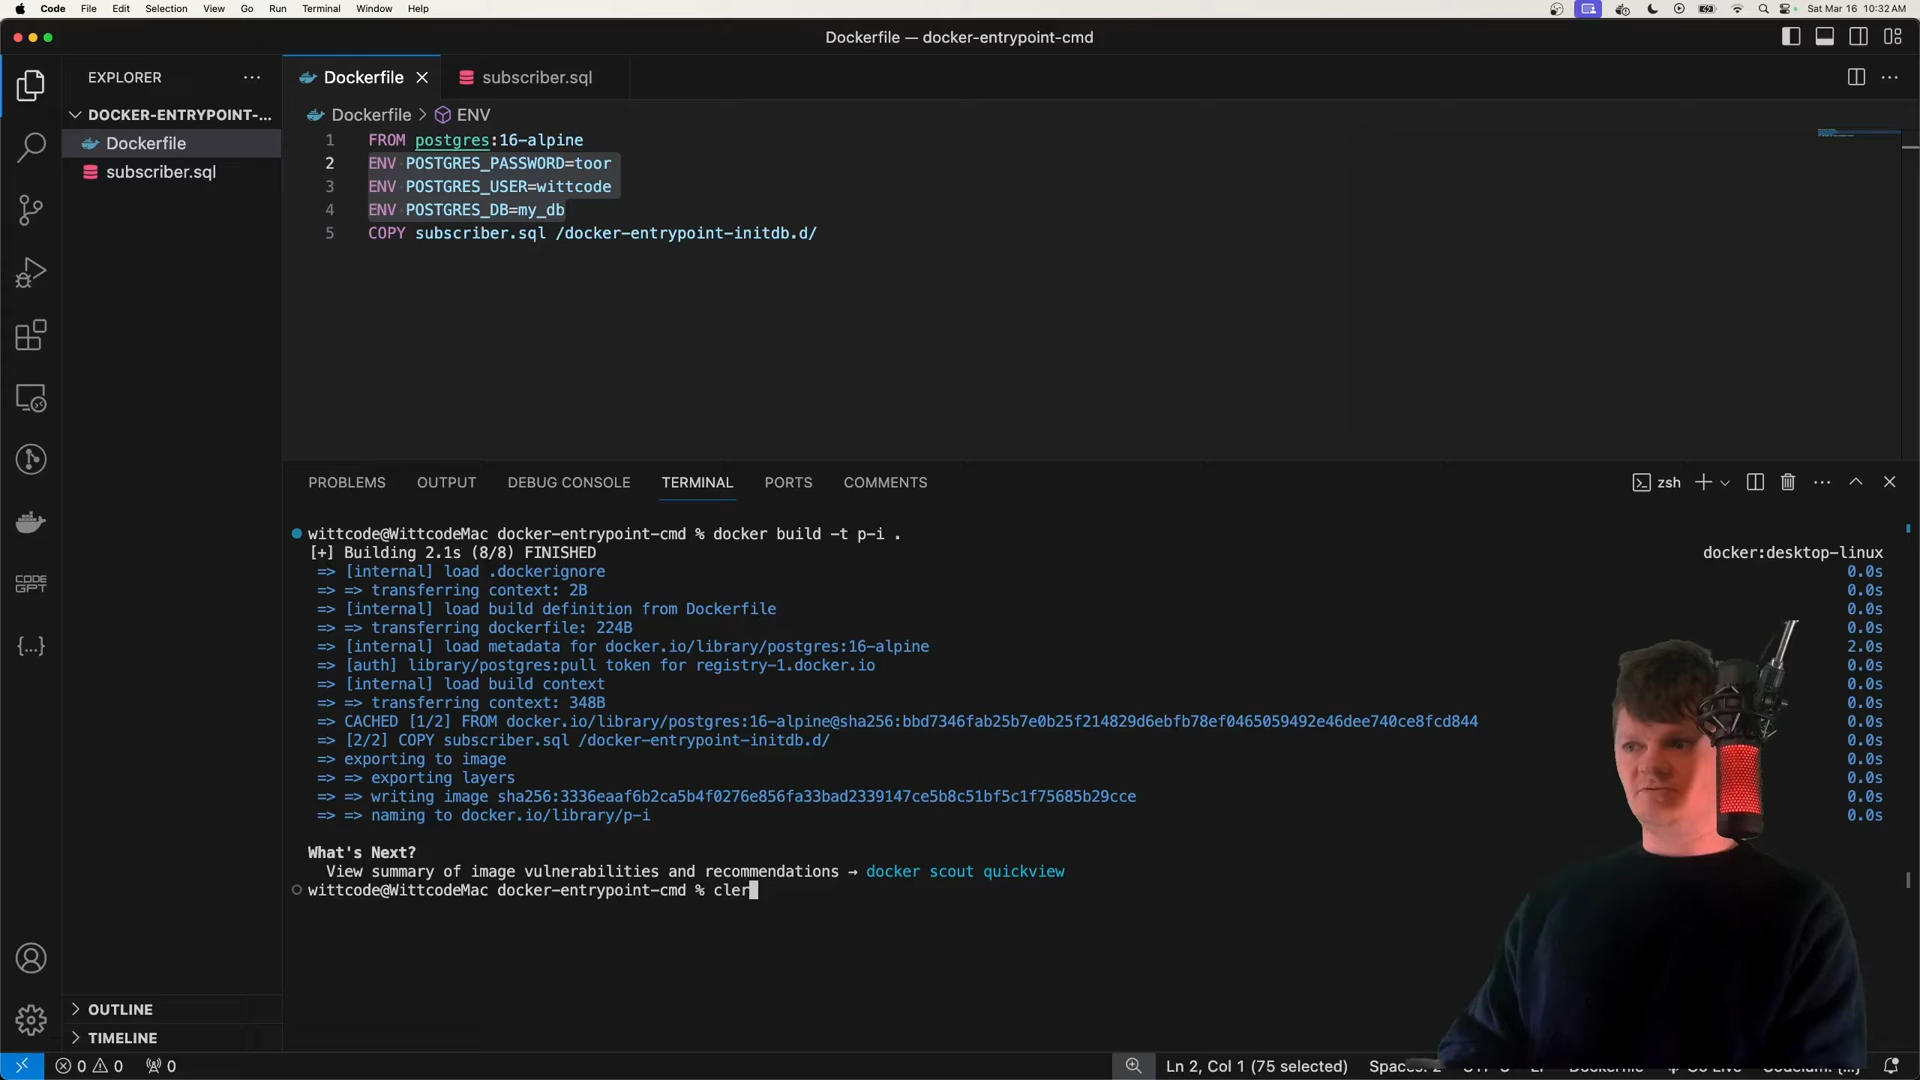 Code File Edit Selection View Go Run Terminal Window Help
Sat Mar 16 10:32 AM
Dockerfile — docker-entrypoint-cmd
EXPLORER
DOCKER-ENTRYPOINT-...
Dockerfile
subscriber.sql
Dockerfile
subscriber.sql
Dockerfile > ENV
1 FROM postgres:16-alpine
2 ENV POSTGRES_PASSWORD=toor
3 ENV POSTGRES_USER=wittcode
4 ENV POSTGRES_DB=my_db
5 COPY subscriber.sql /docker-entrypoint-initdb.d/
PROBLEMS OUTPUT DEBUG CONSOLE TERMINAL PORTS COMMENTS
zsh
wittcode@WittcodeMac docker-entrypoint-cmd % docker build -t p-i .
[+] Building 2.1s (8/8) FINISHED docker:desktop-linux
=> [internal] load .dockerignore 0.0s
=> => transferring context: 2B 0.0s
=> [internal] load build definition from Dockerfile 0.0s
=> => transferring dockerfile: 224B 0.0s
=> [internal] load metadata for docker.io/library/postgres:16-alpine 2.0s
=> [auth] library/postgres:pull token for registry-1.docker.io 0.0s
=> [internal] load build context 0.0s
=> => transferring context: 348B 0.0s
=> CACHED [1/2] FROM docker.io/library/postgres:16-alpine@sha256:bbd7346fab25b7e0b25f214829d6ebfb78ef0465059492e46dee740ce8fcd844 0.0s
=> [2/2] COPY subscriber.sql /docker-entrypoint-initdb.d/ 0.0s
=> exporting to image 0.0s
=> => exporting layers 0.0s
=> => writing image sha256:3336eaaf6b2ca5b4f0276e856fa33bad2339147ce5b8c51bf5c1f75685b29cce 0.0s
=> => naming to docker.io/library/p-i 0.0s
What's Next?
View summary of image vulnerabilities and recommendations → docker scout quickview
wittcode@WittcodeMac docker-entrypoint-cmd % cler
CODE
GPT
{...}
OUTLINE
TIMELINE
0 0 0
Ln 2, Col 1 (75 selected)